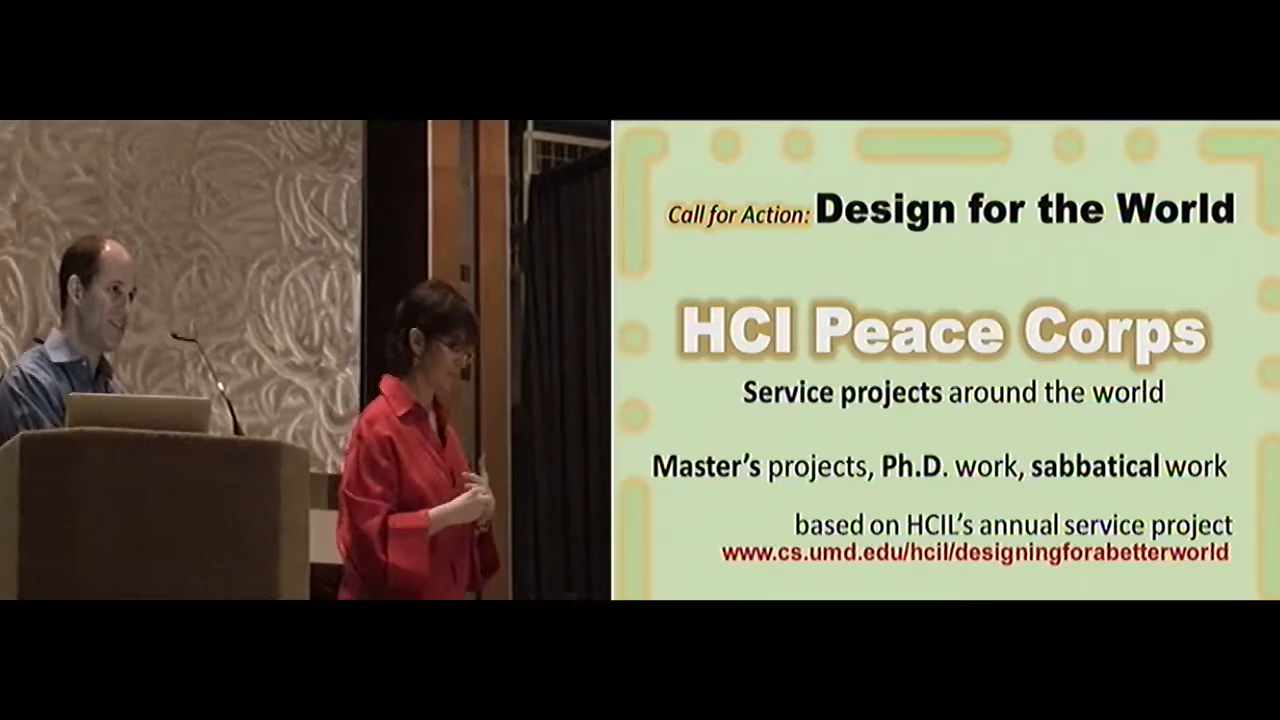 Call for Action: Design for the World
HCI Peace Corps
Service projects around the world
Master's projects, Ph.D. work, sabbatical work
based on HCIL's annual service project
www.cs.umd.edu/hcil/designingforabetterworld